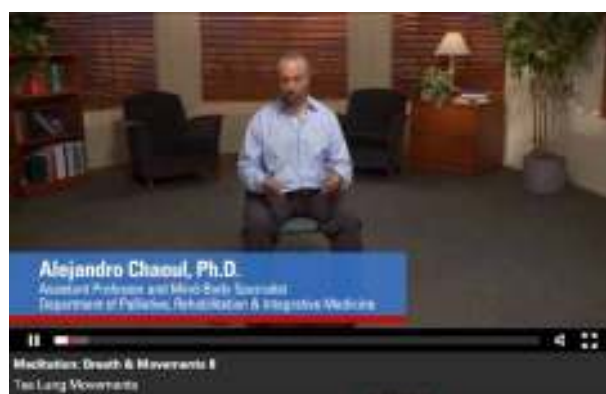 Alejandro Chaoul, Ph.D.
Assistant Professor and Mind-Body Specialist
Department of Palliative, Rehabilitation & Integrative Medicine
Meditation: Breath & Movements II
Tsa Lung Movements